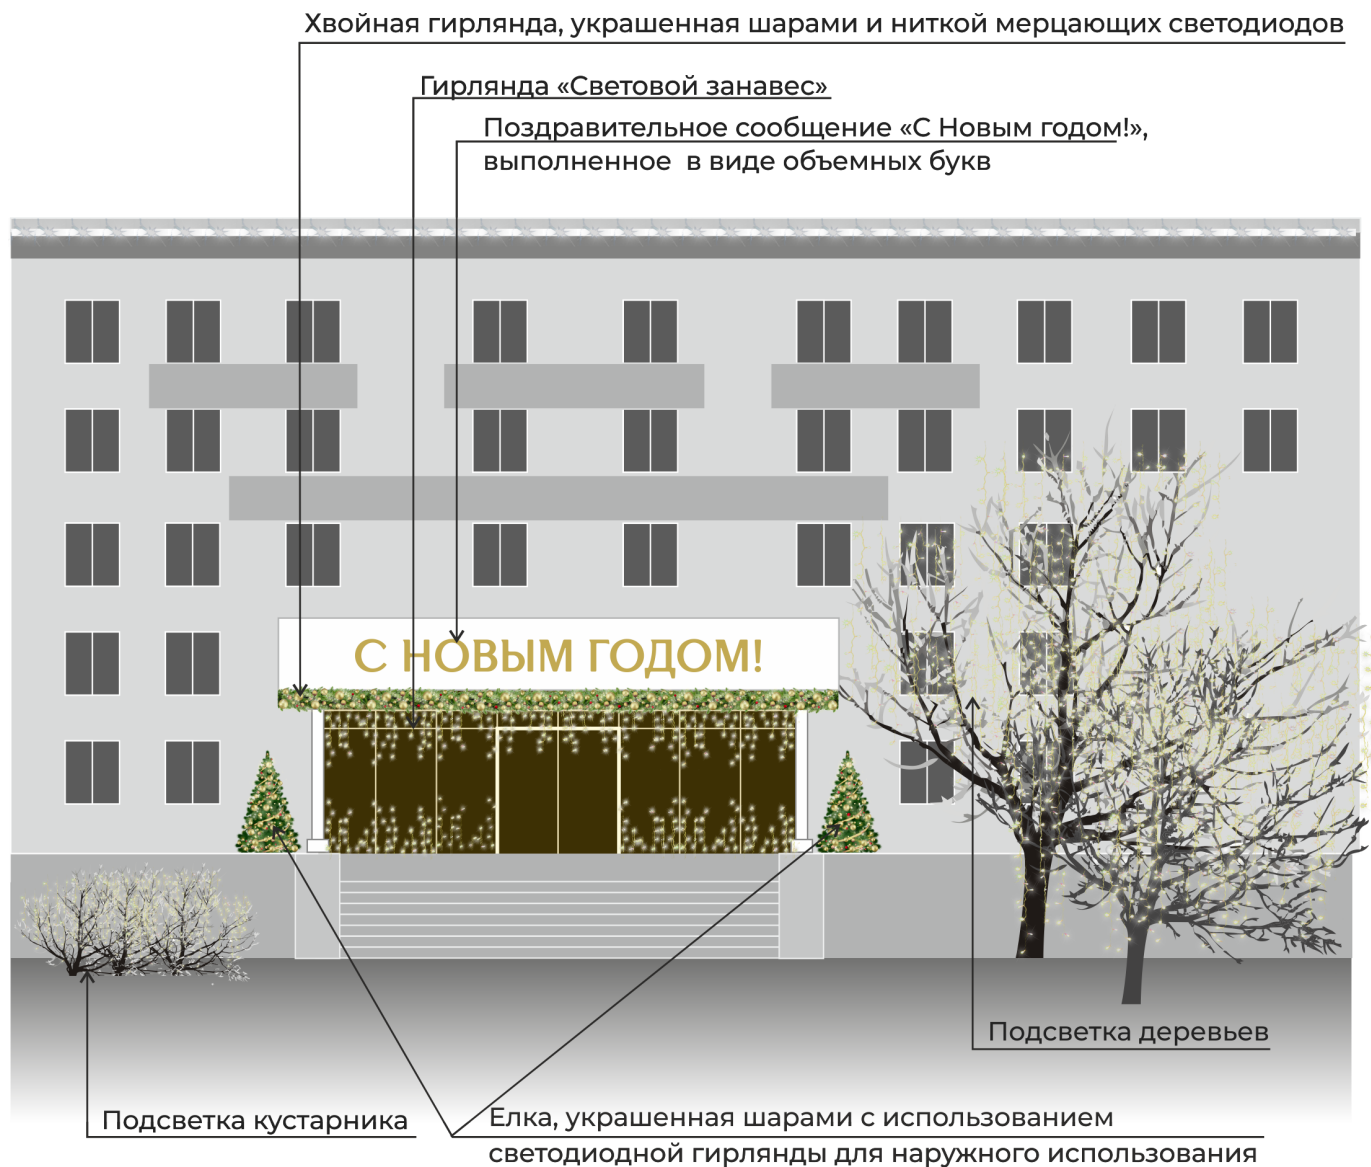 Хвойная гирлянда, украшенная шарами и ниткой мерцающих светодиодов
Гирлянда «Световой занавес»
Поздравительное сообщение «С Новым годом!»,
выполненное в виде объемных букв
С НОВЫМ ГОДОМ!
Подсветка деревьев
Подсветка кустарника
Елка, украшенная шарами с использованием
светодиодной гирлянды для наружного использования